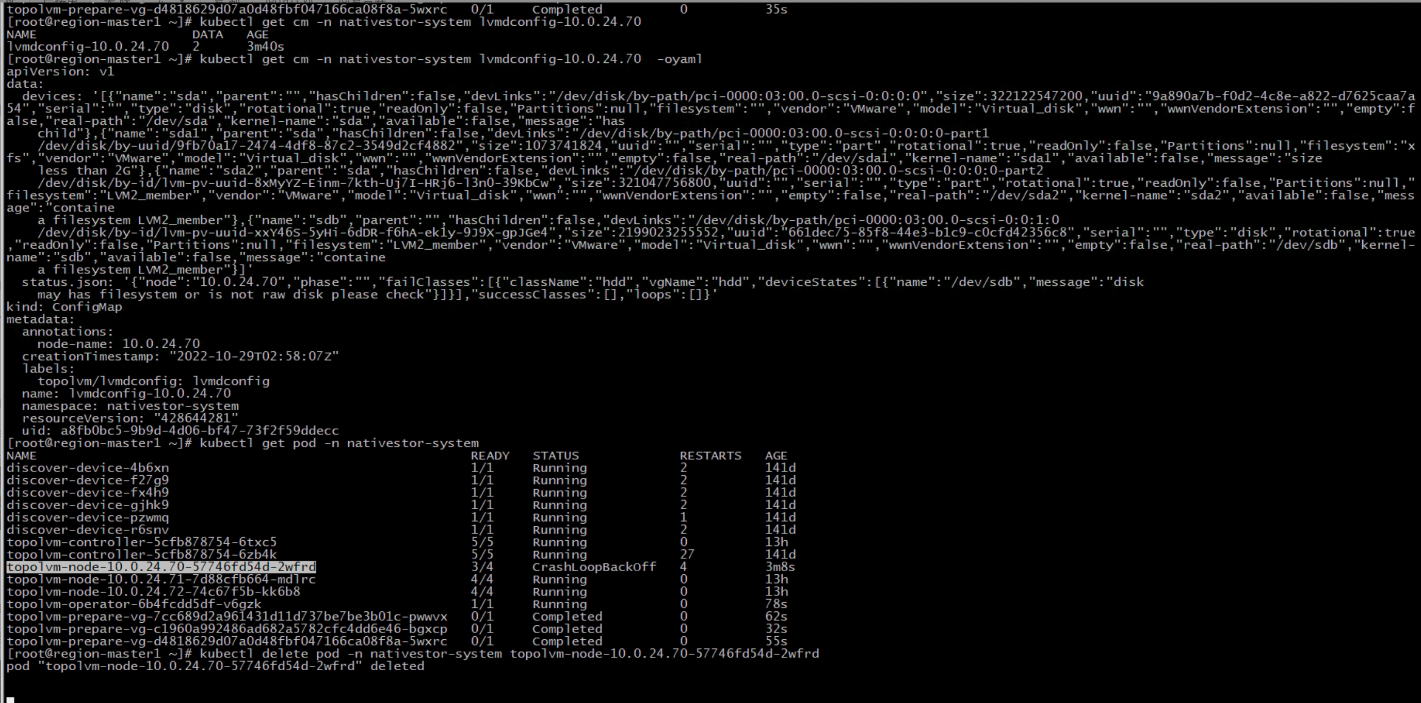 topolvm-prepare-vg-d4818629d07a0d48fbf047166ca08f8a-5wxrc   0/1     Completed          0          35s
[root@region-master1 ~]# kubectl get cm -n nativestor-system lvmdconfig-10.0.24.70
NAME                    DATA   AGE
lvmdconfig-10.0.24.70   2      3m40s
[root@region-master1 ~]# kubectl get cm -n nativestor-system lvmdconfig-10.0.24.70  -oyaml
apiVersion: v1
data:
  devices: '[{"name":"sda","parent":"","hasChildren":false,"devLinks":"/dev/disk/by-path/pci-0000:03:00.0-scsi-0:0:0:0","size":322122547200,"uuid":"9a890a7b-f0d2-4c8e-a822-d7625caa7a
54","serial":"","type":"disk","rotational":true,"readOnly":false,"Partitions":null,"filesystem":"","vendor":"VMware","model":"Virtual_disk","wwn":"","wwnVendorExtension":"","empty":f
alse,"real-path":"/dev/sda","kernel-name":"sda","available":false,"message":"has
    child"},{"name":"sda1","parent":"sda","hasChildren":false,"devLinks":"/dev/disk/by-path/pci-0000:03:00.0-scsi-0:0:0:0-part1
    /dev/disk/by-uuid/9fb70a17-2474-4df8-87c2-3549d2cf4882","size":1073741824,"uuid":"","serial":"","type":"part","rotational":true,"readOnly":false,"Partitions":null,"filesystem":"x
fs","vendor":"VMware","model":"Virtual_disk","wwn":"","wwnVendorExtension":"","empty":false,"real-path":"/dev/sda1","kernel-name":"sda1","available":false,"message":"size
    less than 2G"},{"name":"sda2","parent":"sda","hasChildren":false,"devLinks":"/dev/disk/by-path/pci-0000:03:00.0-scsi-0:0:0:0-part2
    /dev/disk/by-id/lvm-pv-uuid-8xMyYZ-Einm-7kth-Uj7I-HRj6-l3nO-39KbCw","size":321047756800,"uuid":"","serial":"","type":"part","rotational":true,"readOnly":false,"Partitions":null,"
filesystem":"LVM2_member","vendor":"VMware","model":"Virtual_disk","wwn":"","wwnVendorExtension":"","empty":false,"real-path":"/dev/sda2","kernel-name":"sda2","available":false,"mess
age":"containe
    a filesystem LVM2_member"},{"name":"sdb","parent":"","hasChildren":false,"devLinks":"/dev/disk/by-path/pci-0000:03:00.0-scsi-0:0:1:0
    /dev/disk/by-id/lvm-pv-uuid-xxY46S-5yHi-6dDR-f6hA-ek1y-9J9X-gpJGe4","size":2199023255552,"uuid":"661dec75-85f8-44e3-b1c9-c0cfd42356c8","serial":"","type":"disk","rotational":true
,"readOnly":false,"Partitions":null,"filesystem":"LVM2_member","vendor":"VMware","model":"Virtual_disk","wwn":"","wwnVendorExtension":"","empty":false,"real-path":"/dev/sdb","kernel-
name":"sdb","available":false,"message":"containe
    a filesystem LVM2_member"}]'
  status.json: '{"node":"10.0.24.70","phase":"","failClasses":[{"className":"hdd","vgName":"hdd","deviceStates":[{"name":"/dev/sdb","message":"disk
    may has filesystem or is not raw disk please check"}]}],"successClasses":[],"loops":[]}'
kind: ConfigMap
metadata:
  annotations:
    node-name: 10.0.24.70
  creationTimestamp: "2022-10-29T02:58:07Z"
  labels:
    topolvm/lvmdconfig: lvmdconfig
  name: lvmdconfig-10.0.24.70
  namespace: nativestor-system
  resourceVersion: "428644281"
  uid: a8fb0bc5-9b9d-4d06-bf47-73f2f59ddecc
[root@region-master1 ~]# kubectl get pod -n nativestor-system
NAME                                                        READY   STATUS             RESTARTS   AGE
discover-device-4b6xn                                       1/1     Running            2          141d
discover-device-f27g9                                       1/1     Running            2          141d
discover-device-fx4h9                                       1/1     Running            2          141d
discover-device-gjhk9                                       1/1     Running            2          141d
discover-device-pzwmq                                       1/1     Running            1          141d
discover-device-r6snv                                       1/1     Running            2          141d
topolvm-controller-5cfb878754-6txc5                         5/5     Running            0          13h
topolvm-controller-5cfb878754-6zb4k                         5/5     Running            27         141d
topolvm-node-10.0.24.70-57746fd54d-2wfrd                    3/4     CrashLoopBackOff   4          3m8s
topolvm-node-10.0.24.71-7d88cfb664-mdlrc                    4/4     Running            0          13h
topolvm-node-10.0.24.72-74c67f5b-kk6b8                      4/4     Running            0          13h
topolvm-operator-6b4fcdd5df-v6gzk                           1/1     Running            0          78s
topolvm-prepare-vg-7cc689d2a961431d11d737be7be3b01c-pwwvx   0/1     Completed          0          62s
topolvm-prepare-vg-c1960a992486ad682a5782cfc4dd6e46-bgxcp   0/1     Completed          0          32s
topolvm-prepare-vg-d4818629d07a0d48fbf047166ca08f8a-5wxrc   0/1     Completed          0          55s
[root@region-master1 ~]# kubectl delete pod -n nativestor-system topolvm-node-10.0.24.70-57746fd54d-2wfrd
pod "topolvm-node-10.0.24.70-57746fd54d-2wfrd" deleted